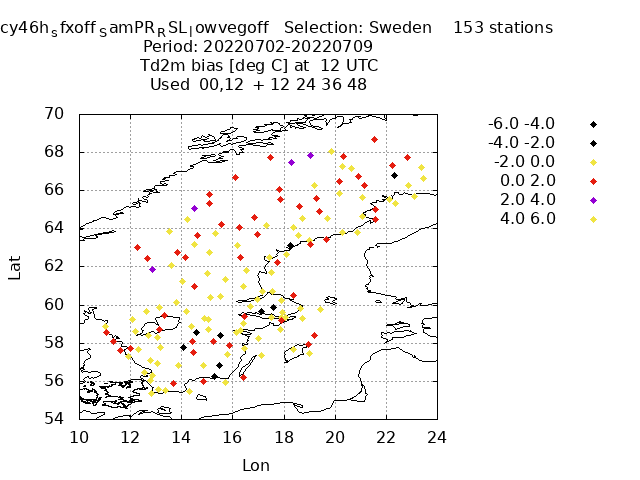 cy46h_sfxoff_samPR_RSL_lowvegoff Selection: Sweden 153 stations
Period: 20220702-20220709
Td2m bias [deg C] at 12 UTC
Used 00,12 + 12 24 36 48
70
68
66
64
62
60
58
56
54
Lat
10 12 14 16 18 20 22 24
Lon
-6.0 -4.0
-4.0 -2.0
-2.0 0.0
0.0 2.0
2.0 4.0
4.0 6.0